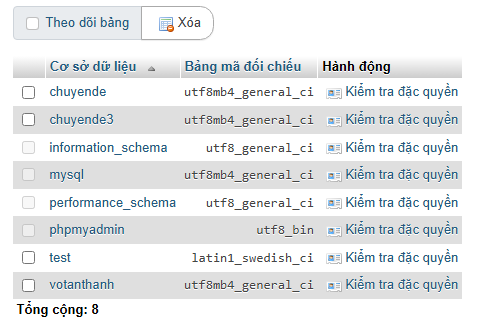 Theo dõi bảng Xóa
Cơ sở dữ liệu Bảng mã đối chiếu Hành động
chuyende utf8mb4_general_ci Kiểm tra đặc quyền
chuyende3 utf8mb4_general_ci Kiểm tra đặc quyền
information_schema utf8_general_ci Kiểm tra đặc quyền
mysql utf8mb4_general_ci Kiểm tra đặc quyền
performance_schema utf8_general_ci Kiểm tra đặc quyền
phpmyadmin utf8_bin Kiểm tra đặc quyền
test latin1_swedish_ci Kiểm tra đặc quyền
votanthanh utf8mb4_general_ci Kiểm tra đặc quyền
Tổng cộng: 8